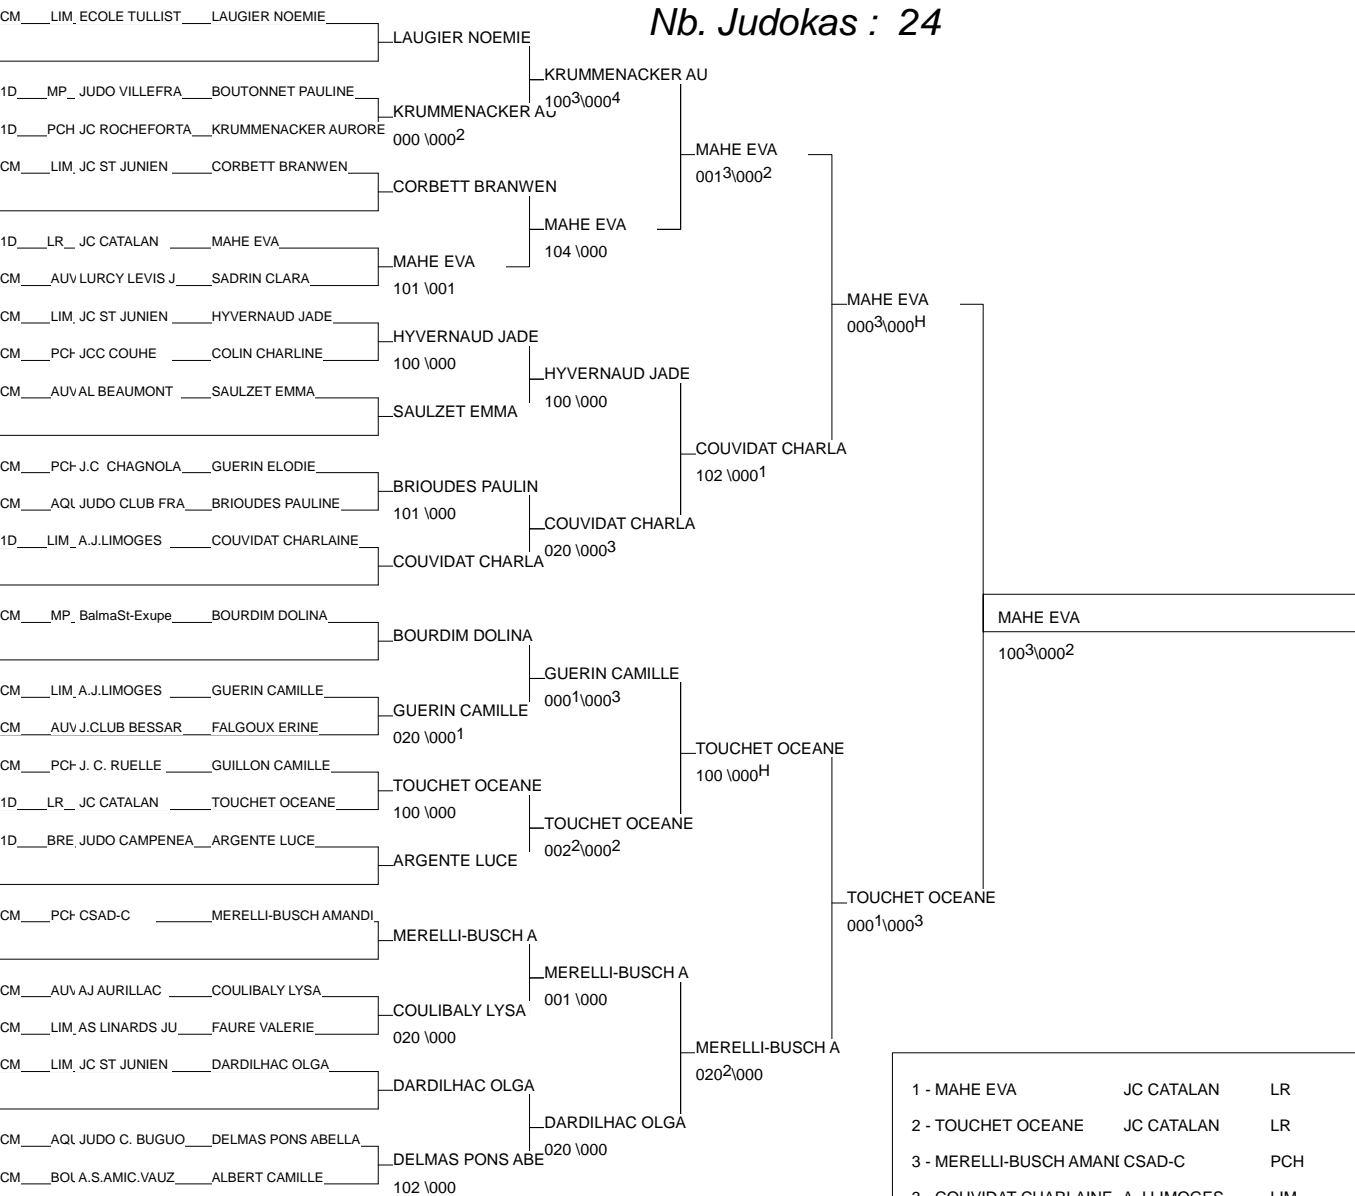 Nb. Judokas : 24
CM LIM ECOLE TULLIST LAUGIER NOEMIE
LAUGIER NOEMIE
KRUMMENACKER AU
100³\000⁴
1D MP JUDO VILLEFRA BOUTONNET PAULINE
KRUMMENACKER AU
000 \000²
1D PCH JC ROCHEFORTA KRUMMENACKER AURORE
MAHE EVA
001³\000²
CM LIM JC ST JUNIEN CORBETT BRANWEN
CORBETT BRANWEN
MAHE EVA
104 \000
1D LR JC CATALAN MAHE EVA
MAHE EVA
101 \001
CM AUV LURCY LEVIS J SADRIN CLARA
MAHE EVA
000³\000ᴴ
CM LIM JC ST JUNIEN HYVERNAUD JADE
HYVERNAUD JADE
100 \000
CM PCH JCC COUHE COLIN CHARLINE
HYVERNAUD JADE
100 \000
CM AUV AL BEAUMONT SAULZET EMMA
SAULZET EMMA
COUVIDAT CHARLA
102 \000¹
CM PCH J.C CHAGNOLA GUERIN ELODIE
BRIOUDES PAULIN
101 \000
CM AQU JUDO CLUB FRA BRIOUDES PAULINE
COUVIDAT CHARLA
020 \000³
1D LIM A.J.LIMOGES COUVIDAT CHARLAINE
COUVIDAT CHARLA
MAHE EVA
100³\000²
CM MP BalmaSt-Exupe BOURDIM DOLINA
BOURDIM DOLINA
GUERIN CAMILLE
000¹\000³
CM LIM A.J.LIMOGES GUERIN CAMILLE
GUERIN CAMILLE
020 \000¹
CM AUV J.CLUB BESSAR FALGOUX ERINE
TOUCHET OCEANE
100 \000ᴴ
CM PCH J. C. RUELLE GUILLON CAMILLE
TOUCHET OCEANE
100 \000
1D LR JC CATALAN TOUCHET OCEANE
TOUCHET OCEANE
002²\000²
1D BRE JUDO CAMPENEA ARGENTE LUCE
ARGENTE LUCE
TOUCHET OCEANE
000¹\000³
CM PCH CSAD-C MERELLI-BUSCH AMANDI
MERELLI-BUSCH A
MERELLI-BUSCH A
001 \000
CM AUV AJ AURILLAC COULIBALY LYSA
COULIBALY LYSA
020 \000
CM LIM AS LINARDS JU FAURE VALERIE
MERELLI-BUSCH A
020²\000
CM LIM JC ST JUNIEN DARDILHAC OLGA
DARDILHAC OLGA
DARDILHAC OLGA
020 \000
CM AQU JUDO C. BUGUO DELMAS PONS ABELLA
DELMAS PONS ABE
102 \000
CM BOU A.S.AMIC.VAUZ ALBERT CAMILLE
1 - MAHE EVA JC CATALAN LR
2 - TOUCHET OCEANE JC CATALAN LR
3 - MERELLI-BUSCH AMANI CSAD-C PCH
3 - COUVIDAT CHARLAINE A.J.LIMOGES LIM